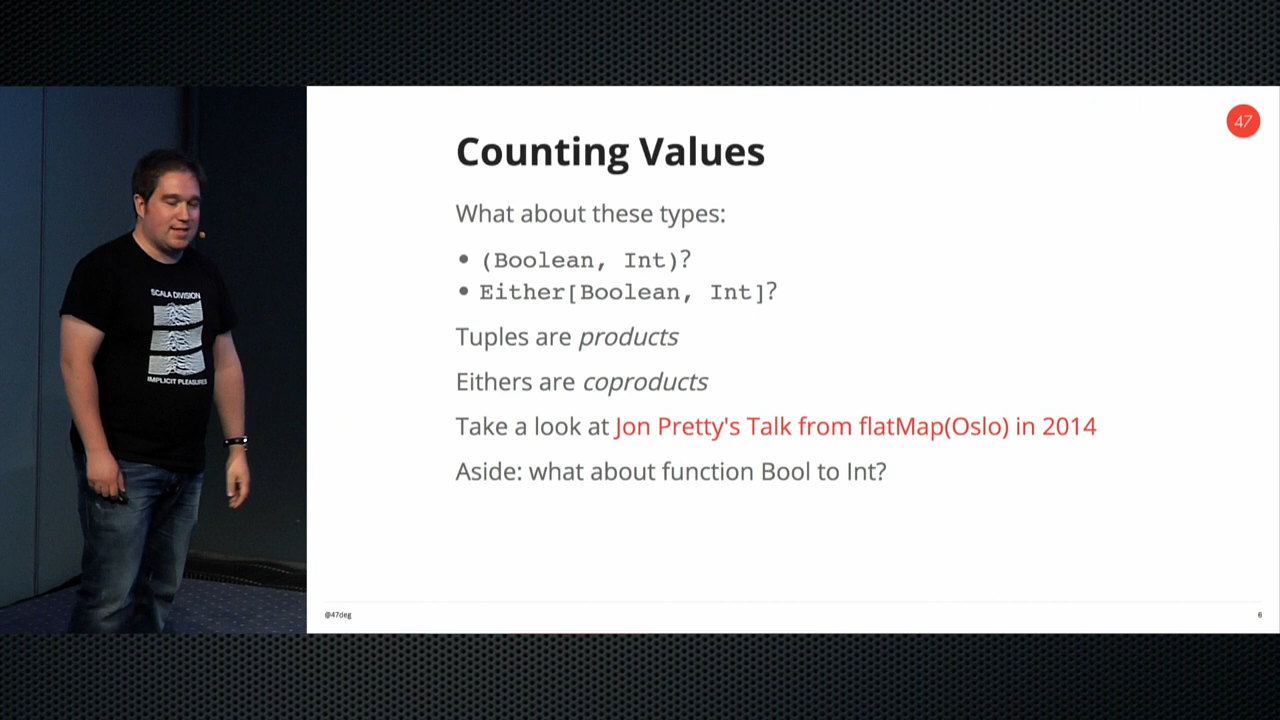 47
Counting Values
What about these types:
• (Boolean, Int)?
• Either[Boolean, Int]?
Tuples are products
Eithers are coproducts
Take a look at Jon Pretty's Talk from flatMap(Oslo) in 2014
Aside: what about function Bool to Int?
@47deg
6
SCALA DIVISION
IMPLICIT PLEASURES